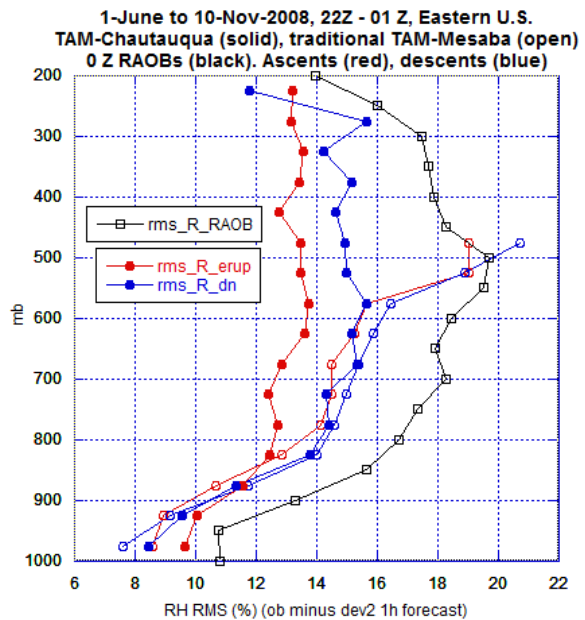 1-June to 10-Nov-2008, 22Z - 01 Z, Eastern U.S.
TAM-Chautauqua (solid), traditional TAM-Mesaba (open)
0 Z RAOBs (black). Ascents (red), descents (blue)
200
300
400
rms_R_RAOB
500
rms_R_erup
rms_R_dn
mb
600
700
800
900
1000
6 8 10 12 14 16 18 20 22
RH RMS (%) (ob minus dev2 1h forecast)